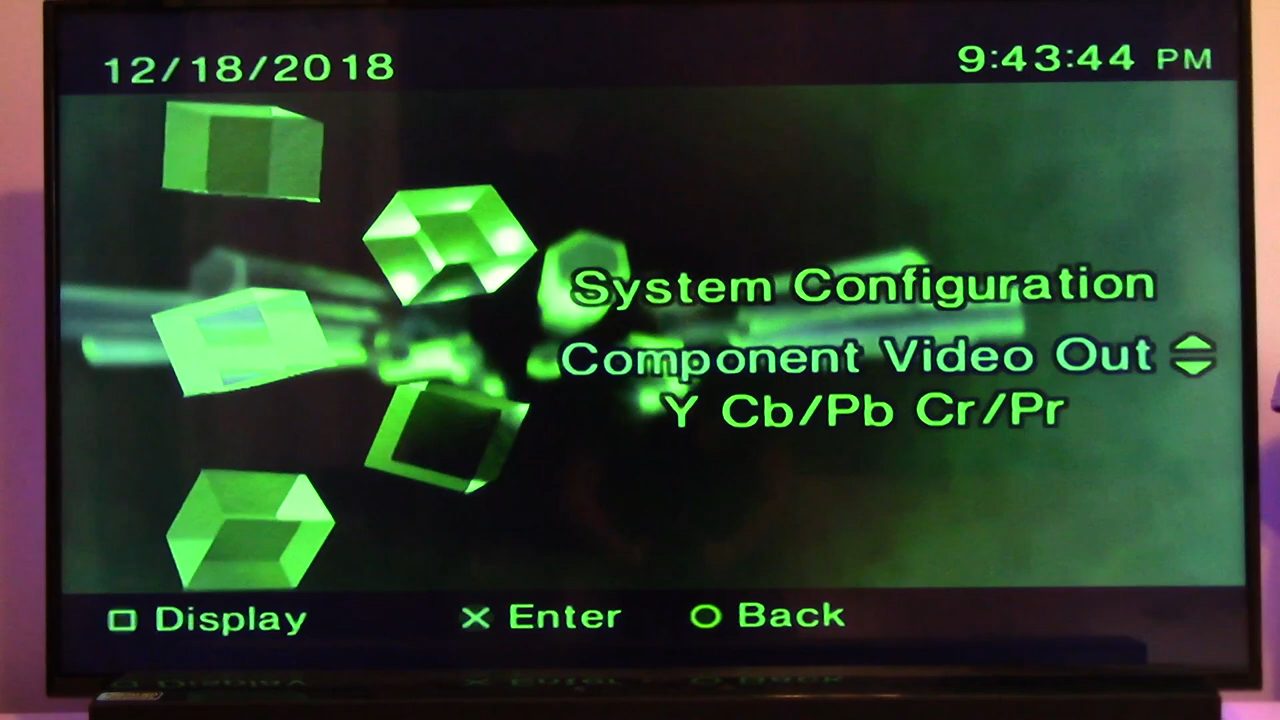 12/18/2018
9:43:44 PM
System Configuration
Component Video Out
Y Cb/Pb Cr/Pr
Display
Enter
Back